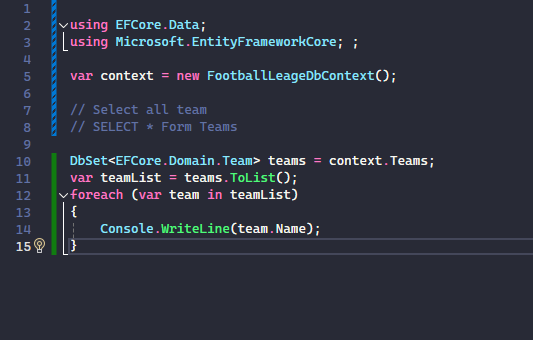 1
2 using EFCore.Data;
3 using Microsoft.EntityFrameworkCore; ;
4
5 var context = new FootballLeageDbContext();
6
7 // Select all team
8 // SELECT * Form Teams
9
10 DbSet<EFCore.Domain.Team> teams = context.Teams;
11 var teamList = teams.ToList();
12 foreach (var team in teamList)
13 {
14 Console.WriteLine(team.Name);
15 }